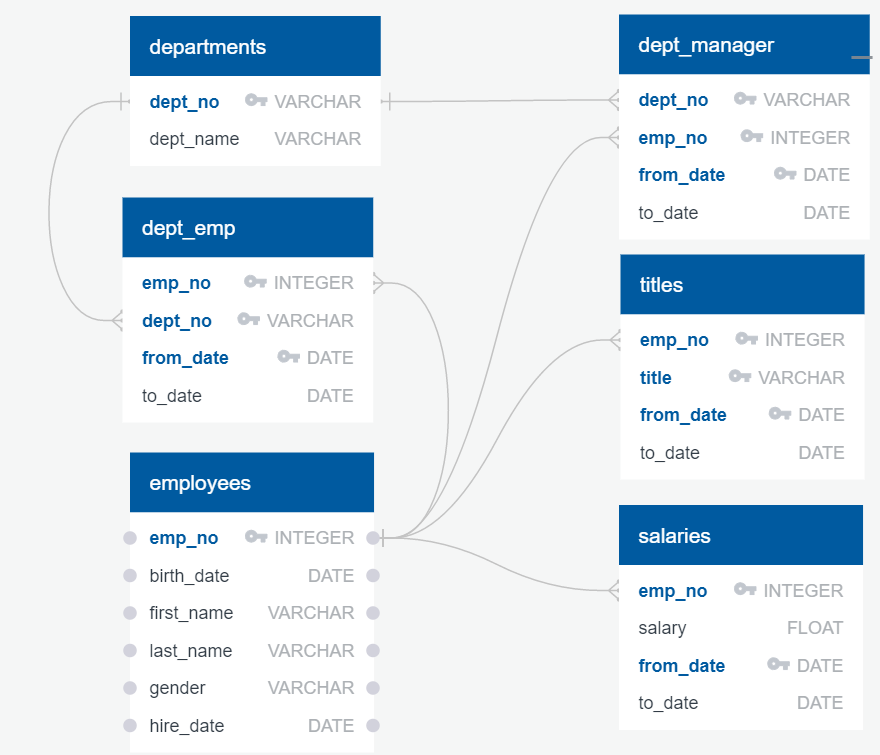 departments
dept_no VARCHAR
dept_name VARCHAR
dept_emp
emp_no INTEGER
dept_no VARCHAR
from_date DATE
to_date DATE
employees
emp_no INTEGER
birth_date DATE
first_name VARCHAR
last_name VARCHAR
gender VARCHAR
hire_date DATE
dept_manager
dept_no VARCHAR
emp_no INTEGER
from_date DATE
to_date DATE
titles
emp_no INTEGER
title VARCHAR
from_date DATE
to_date DATE
salaries
emp_no INTEGER
salary FLOAT
from_date DATE
to_date DATE